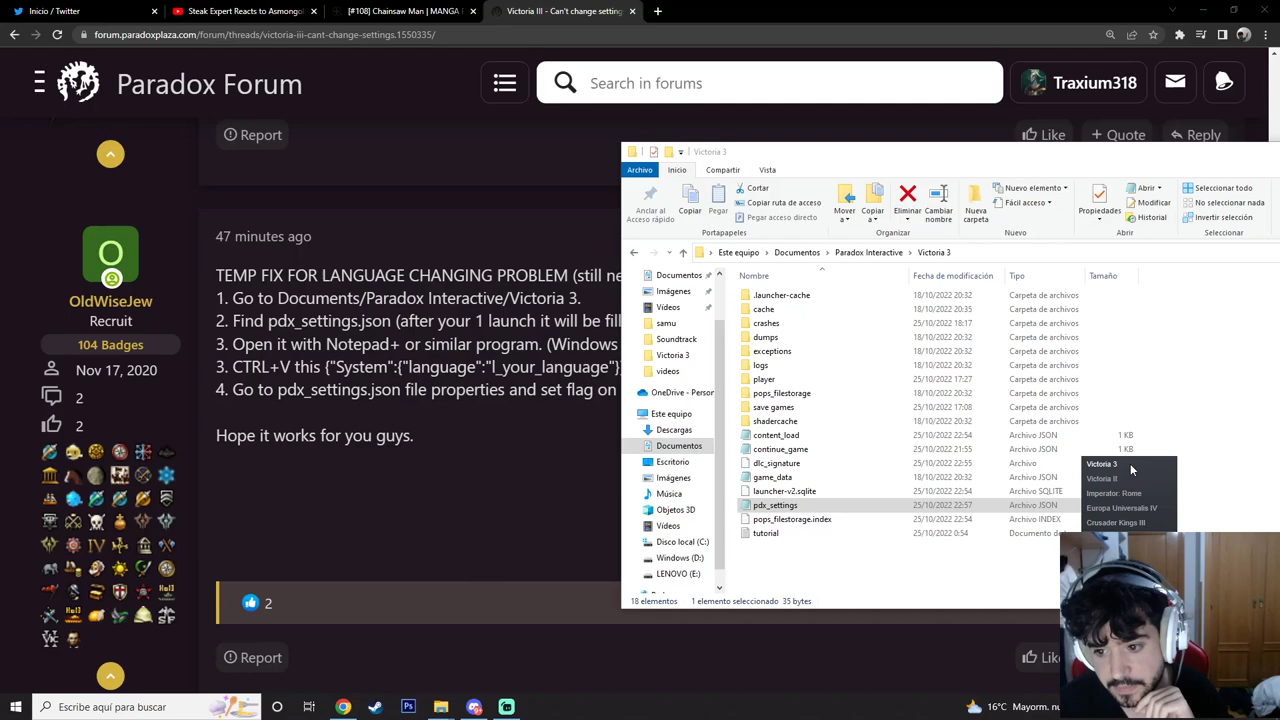 Inicio / Twitter
Steak Expert Reacts to Asmongol
[#108] Chainsaw Man | MANGA
Victoria III - Can't change setting
forum.paradoxplaza.com/forum/threads/victoria-iii-cant-change-settings.1550335/
Paradox Forum
Search in forums
Traxium318
Report
Like
Quote
Reply
47 minutes ago
O
OldWiseJew
Recruit
104 Badges
Nov 17, 2020
2
2
TEMP FIX FOR LANGUAGE CHANGING PROBLEM (still ne
1. Go to Documents/Paradox Interactive/Victoria 3.
2. Find pdx_settings.json (after your 1 launch it will be fill
3. Open it with Notepad+ or similar program. (Windows
3. CTRL+V this {"System":{"language":"l_your_language"}
4. Go to pdx_settings.json file properties and set flag on
Hope it works for you guys.
2
Report
Lik
Victoria 3
Archivo Inicio Compartir Vista
Anclar al
Acceso rápido
Copiar
Pegar
Cortar
Copiar ruta de acceso
Pegar acceso directo
Portapapeles
Mover
a
Copiar
a
Eliminar
Cambiar
nombre
Organizar
Nueva
carpeta
Nuevo elemento
Fácil acceso
Nuevo
Propiedades
Abrir
Modificar
Historial
Abrir
Seleccionar todo
No seleccionar nada
Invertir selección
Seleccionar
Este equipo > Documentos > Paradox Interactive > Victoria 3
Documentos
Imágenes
Vídeos
samu
Soundtrack
Victoria 3
videos
OneDrive - Person
Este equipo
Descargas
Documentos
Escritorio
Imágenes
Música
Objetos 3D
Vídeos
Disco local (C:)
Windows (D:)
LENOVO (E:)
Nombre Fecha de modificación Tipo Tamaño
.launcher-cache 18/10/2022 20:32 Carpeta de archivos
cache 18/10/2022 20:35 Carpeta de archivos
crashes 25/10/2022 18:17 Carpeta de archivos
dumps 18/10/2022 20:32 Carpeta de archivos
exceptions 18/10/2022 20:32 Carpeta de archivos
logs 18/10/2022 20:32 Carpeta de archivos
player 25/10/2022 17:27 Carpeta de archivos
pops_filestorage 18/10/2022 20:32 Carpeta de archivos
save games 25/10/2022 17:08 Carpeta de archivos
shadercache 18/10/2022 20:32 Carpeta de archivos
content_load 25/10/2022 22:54 Archivo JSON 1 KB
continue_game 25/10/2022 21:55 Archivo JSON 1 KB
dlc_signature 25/10/2022 22:55 Archivo
game_data 25/10/2022 22:54 Archivo JSON
launcher-v2.sqlite 25/10/2022 22:54 Archivo SQLITE
pdx_settings 25/10/2022 22:57 Archivo JSON
pops_filestorage.index 25/10/2022 22:54 Archivo INDEX
tutorial 25/10/2022 0:54 Documento de
18 elementos 1 elemento seleccionado 35 bytes
Victoria 3
Victoria II
Imperator: Rome
Europa Universalis IV
Crusader Kings III
Escribe aquí para buscar
16°C Mayorm. nu